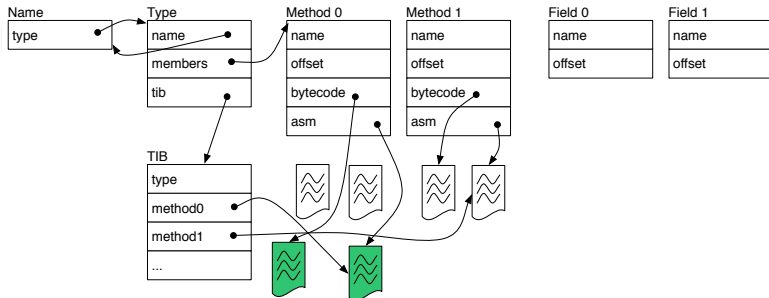 Name
type
Type
name
members
tib
Method 0
name
offset
bytecode
asm
Method 1
name
offset
bytecode
asm
Field 0
name
offset
Field 1
name
offset
TIB
type
method0
method1
...